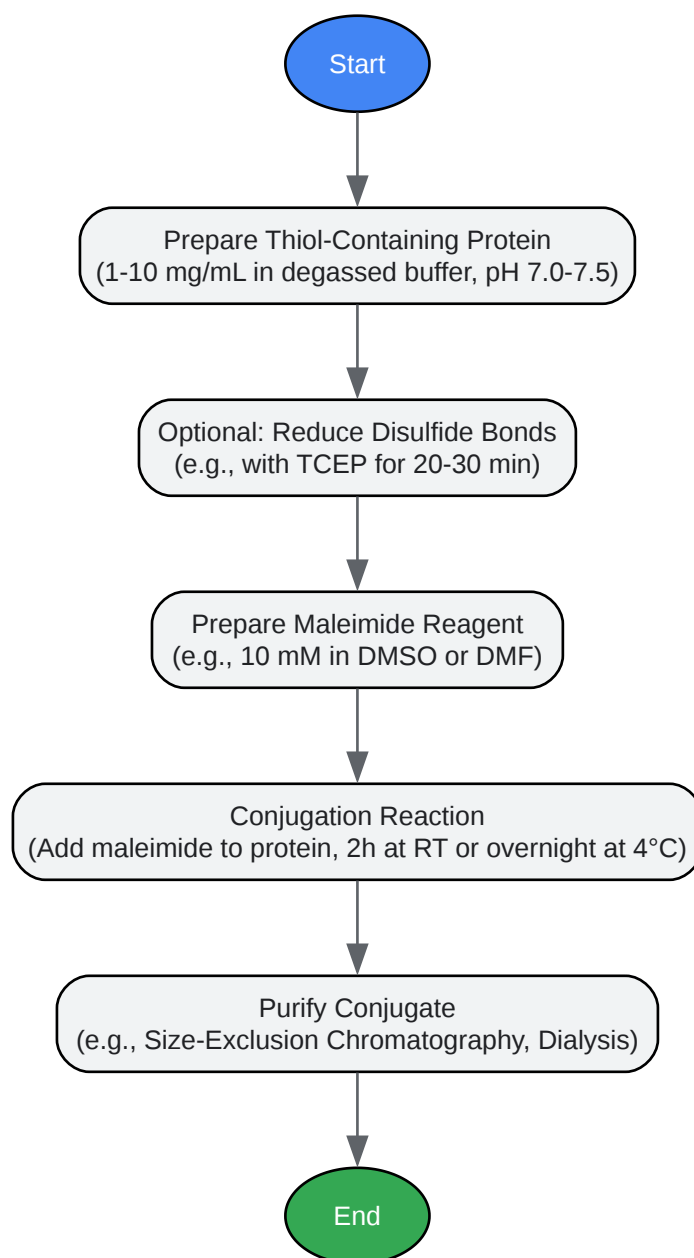 Start
Prepare Thiol-Containing Protein
(1-10 mg/mL in degassed buffer, pH 7.0-7.5)
Optional: Reduce Disulfide Bonds
(e.g., with TCEP for 20-30 min)
Prepare Maleimide Reagent
(e.g., 10 mM in DMSO or DMF)
Conjugation Reaction
(Add maleimide to protein, 2h at RT or overnight at 4°C)
Purify Conjugate
(e.g., Size-Exclusion Chromatography, Dialysis)
End